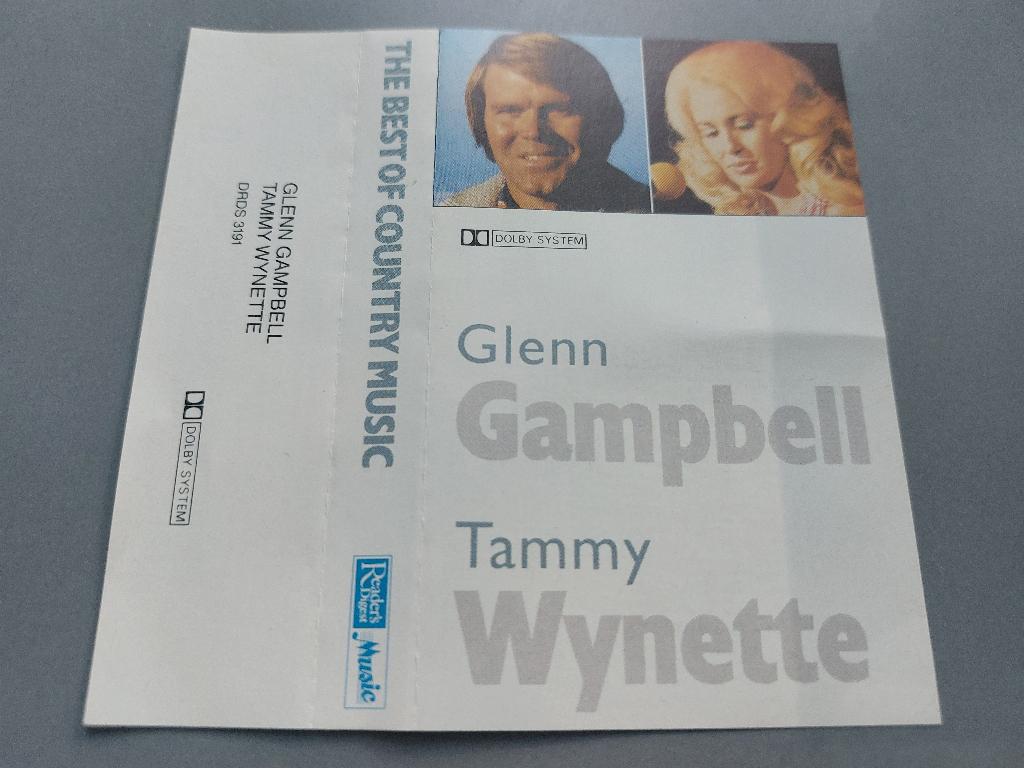 GLENN GAMPBELL
TAMMY WYNETTE
DRDS 3191
DOLBY SYSTEM
THE BEST OF COUNTRY MUSIC
Reader's
Digest
Music
DOLBY SYSTEM
Glenn
Gampbell
Tammy
Wynette